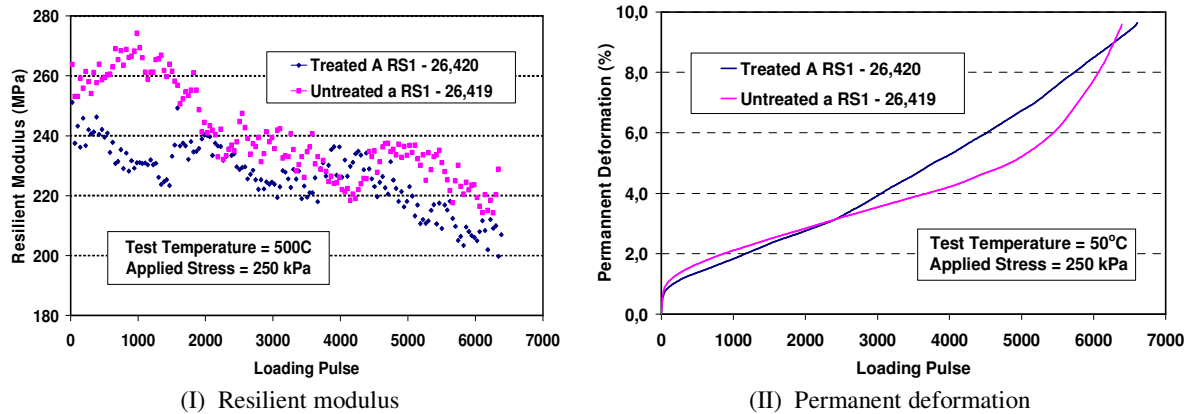 280
260
240
220
200
180
Resilient Modulus (MPa)
Treated A RS1 - 26,420
Untreated a RS1 - 26,419
Test Temperature = 500C
Applied Stress = 250 kPa
0 1000 2000 3000 4000 5000 6000 7000
Loading Pulse
(I) Resilient modulus
10,0
8,0
6,0
4,0
2,0
0,0
Permannent Deformation (%)
Treated A RS1 - 26,420
Untreated a RS1 - 26,419
Test Temperature = 50°C
Applied Stress = 250 kPa
0 1000 2000 3000 4000 5000 6000 7000
Loading Pulse
(II) Permanent deformation